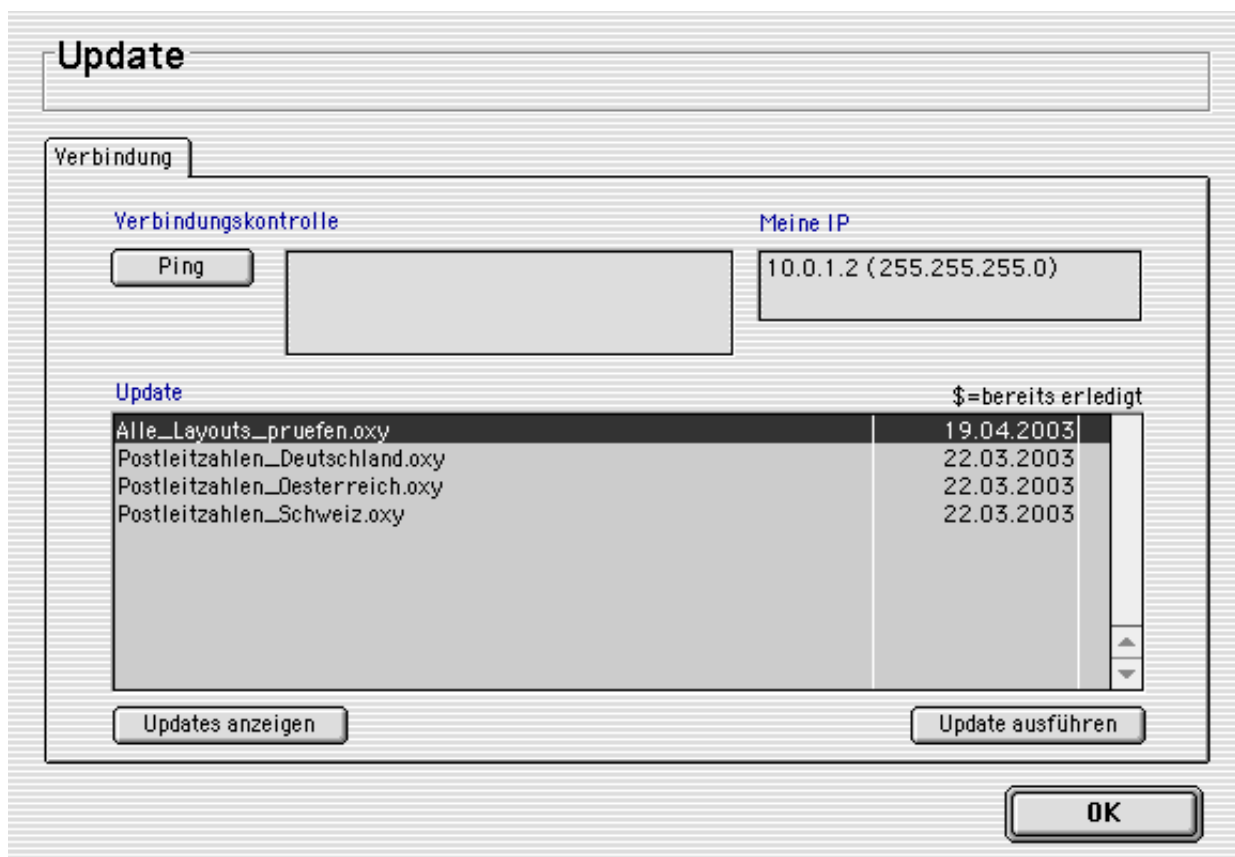 Update
Verbindung
Verbindungskontrolle
Meine IP
Ping
10.0.1.2 (255.255.255.0)
Update
$=bereits erledigt
Alle_Layouts_pruefen.oxy 19.04.2003
Postleitzahlen_Deutschland.oxy 22.03.2003
Postleitzahlen_Oesterreich.oxy 22.03.2003
Postleitzahlen_Schweiz.oxy 22.03.2003
Updates anzeigen
Update ausführen
OK